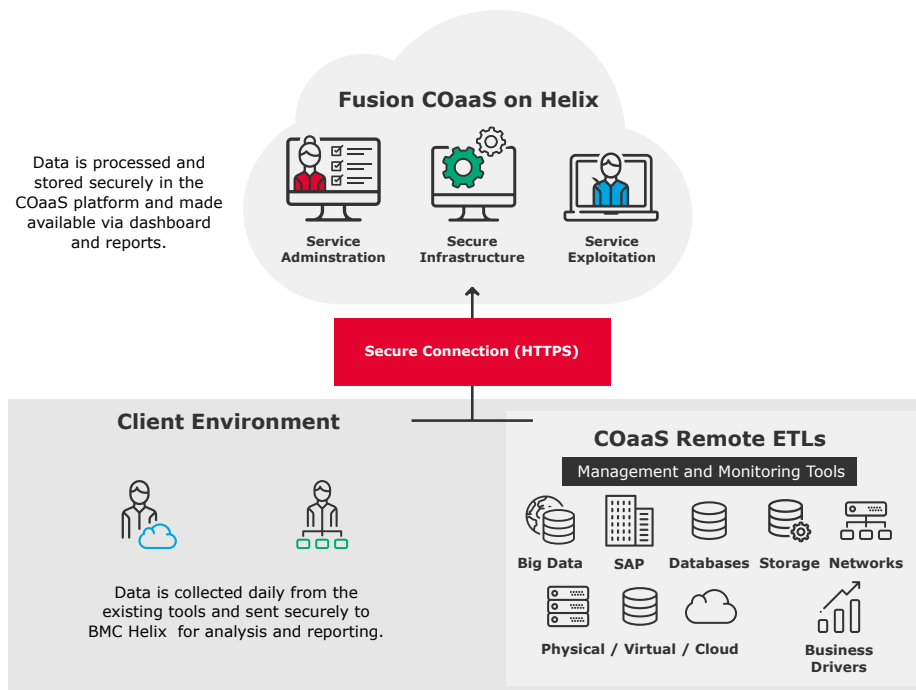 Fusion COaaS on Helix
Data is processed and
stored securely in the
COaaS platform and made
available via dashboard
and reports.
Service
Adminstration
Secure
Infrastructure
Service
Exploitation
Secure Connection (HTTPS)
Client Environment
Data is collected daily from the
existing tools and sent securely to
BMC Helix for analysis and reporting.
COaaS Remote ETLs
Management and Monitoring Tools
Big Data
SAP
Databases
Storage
Networks
Physical / Virtual / Cloud
Business
Drivers